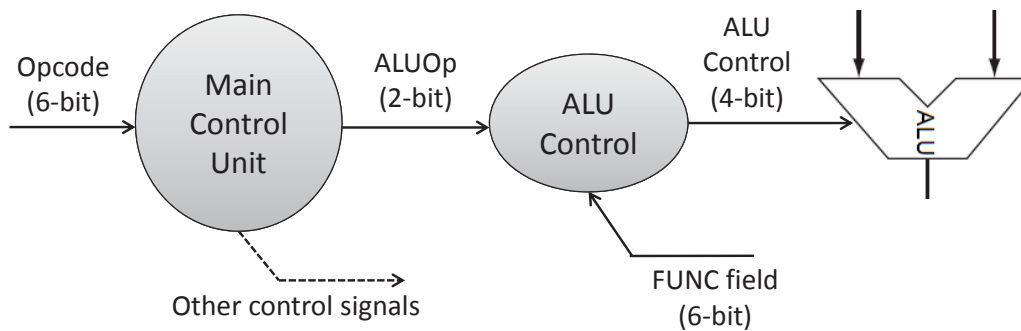 Opcode
(6-bit)
Main
Control
Unit
ALUOp
(2-bit)
ALU
Control
ALU
Control
(4-bit)
ALU
Other control signals
FUNC field
(6-bit)